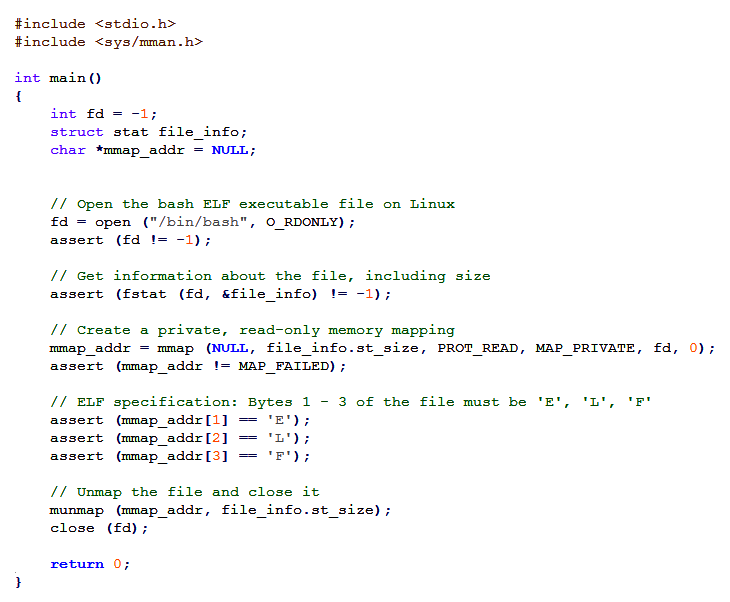 #include <stdio.h>
#include <sys/mman.h>
int main()
{
int fd = -1;
struct stat file_info;
char *mmap_addr = NULL;
// Open the bash ELF executable file on Linux
fd = open ("/bin/bash", O_RDONLY);
assert (fd != -1);
// Get information about the file, including size
assert (fstat (fd, &file_info) != -1);
// Create a private, read-only memory mapping
mmap_addr = mmap (NULL, file_info.st_size, PROT_READ, MAP_PRIVATE, fd, 0);
assert (mmap_addr != MAP_FAILED);
// ELF specification: Bytes 1 - 3 of the file must be 'E', 'L', 'F'
assert (mmap_addr[1] == 'E');
assert (mmap_addr[2] == 'L');
assert (mmap_addr[3] == 'F');
// Unmap the file and close it
munmap (mmap_addr, file_info.st_size);
close (fd);
return 0;
}